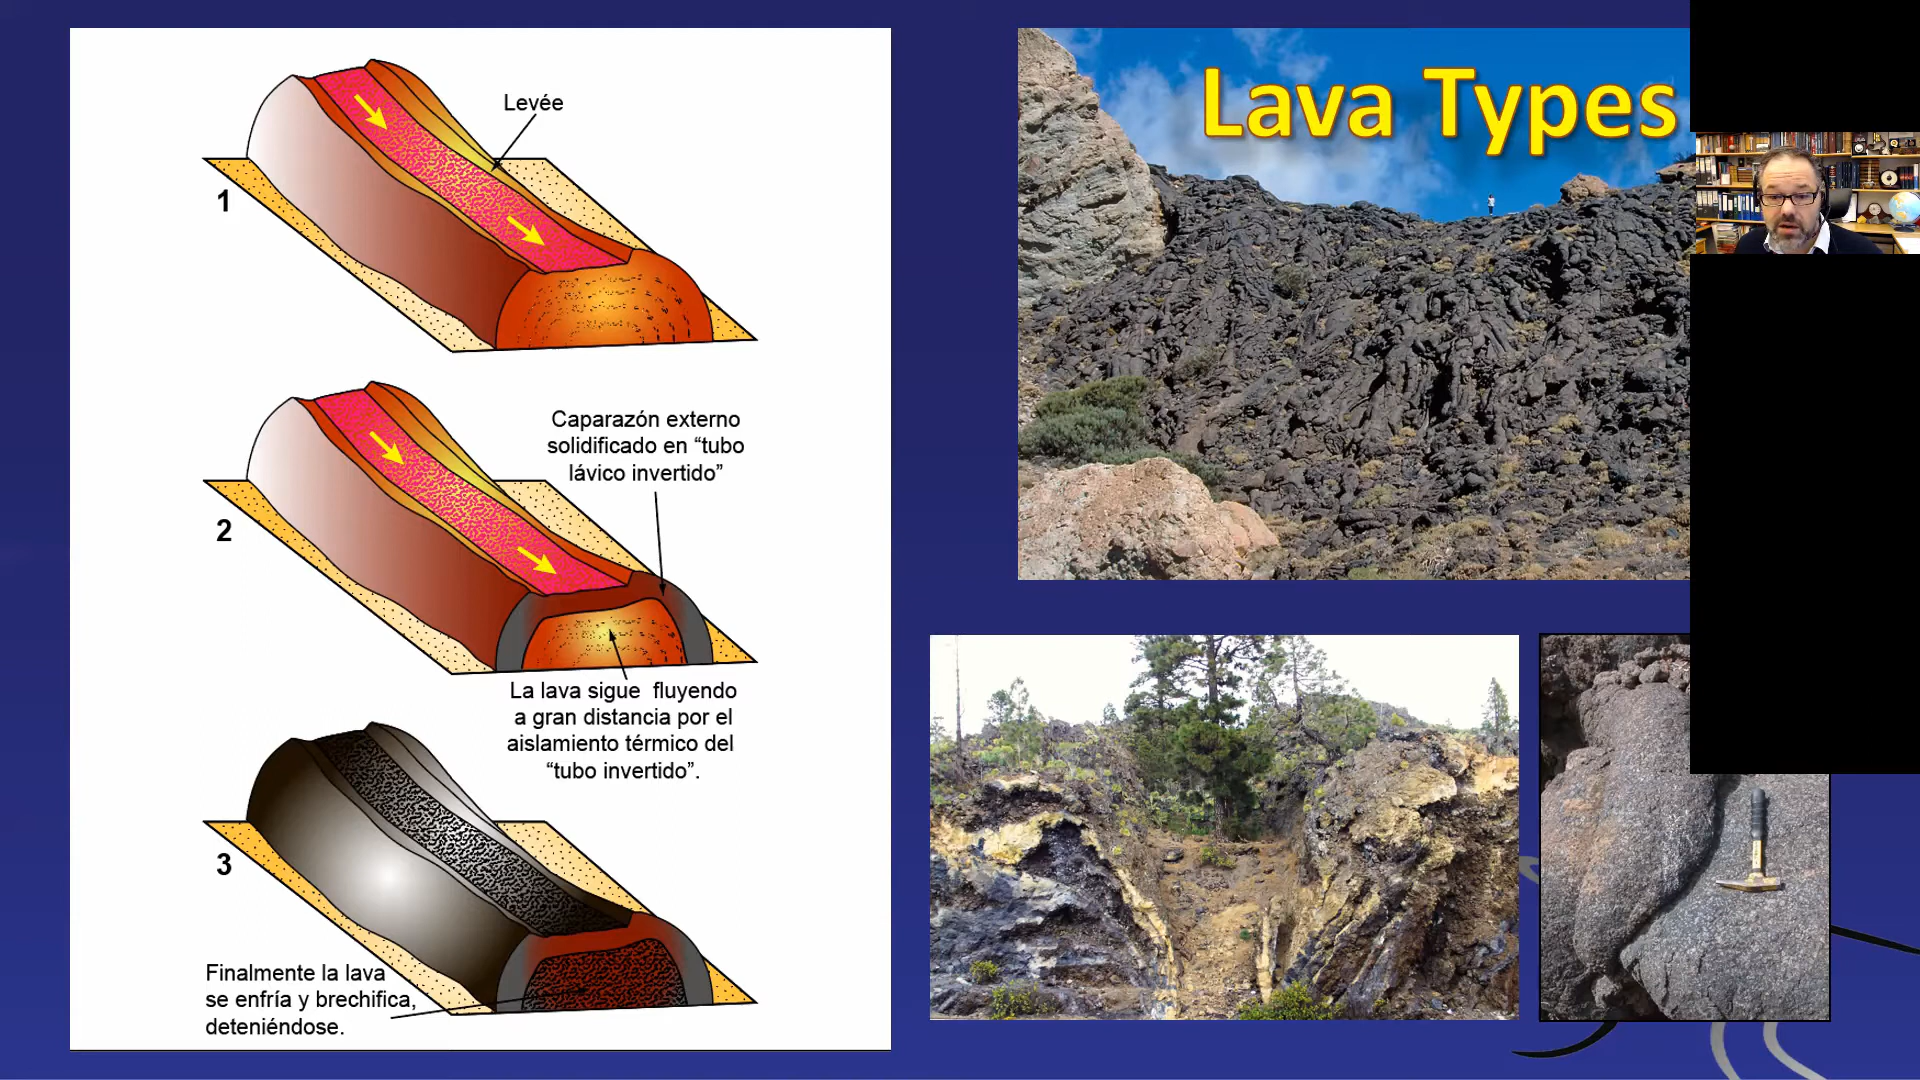 Lava Types
Levée
1
Caparazón externo
solidificado en “tubo
lávico invertido”
2
La lava sigue fluyendo
a gran distancia por el
aislamiento térmico del
“tubo invertido”.
3
Finalmente la lava
se enfría y brechifica,
deteniéndose.